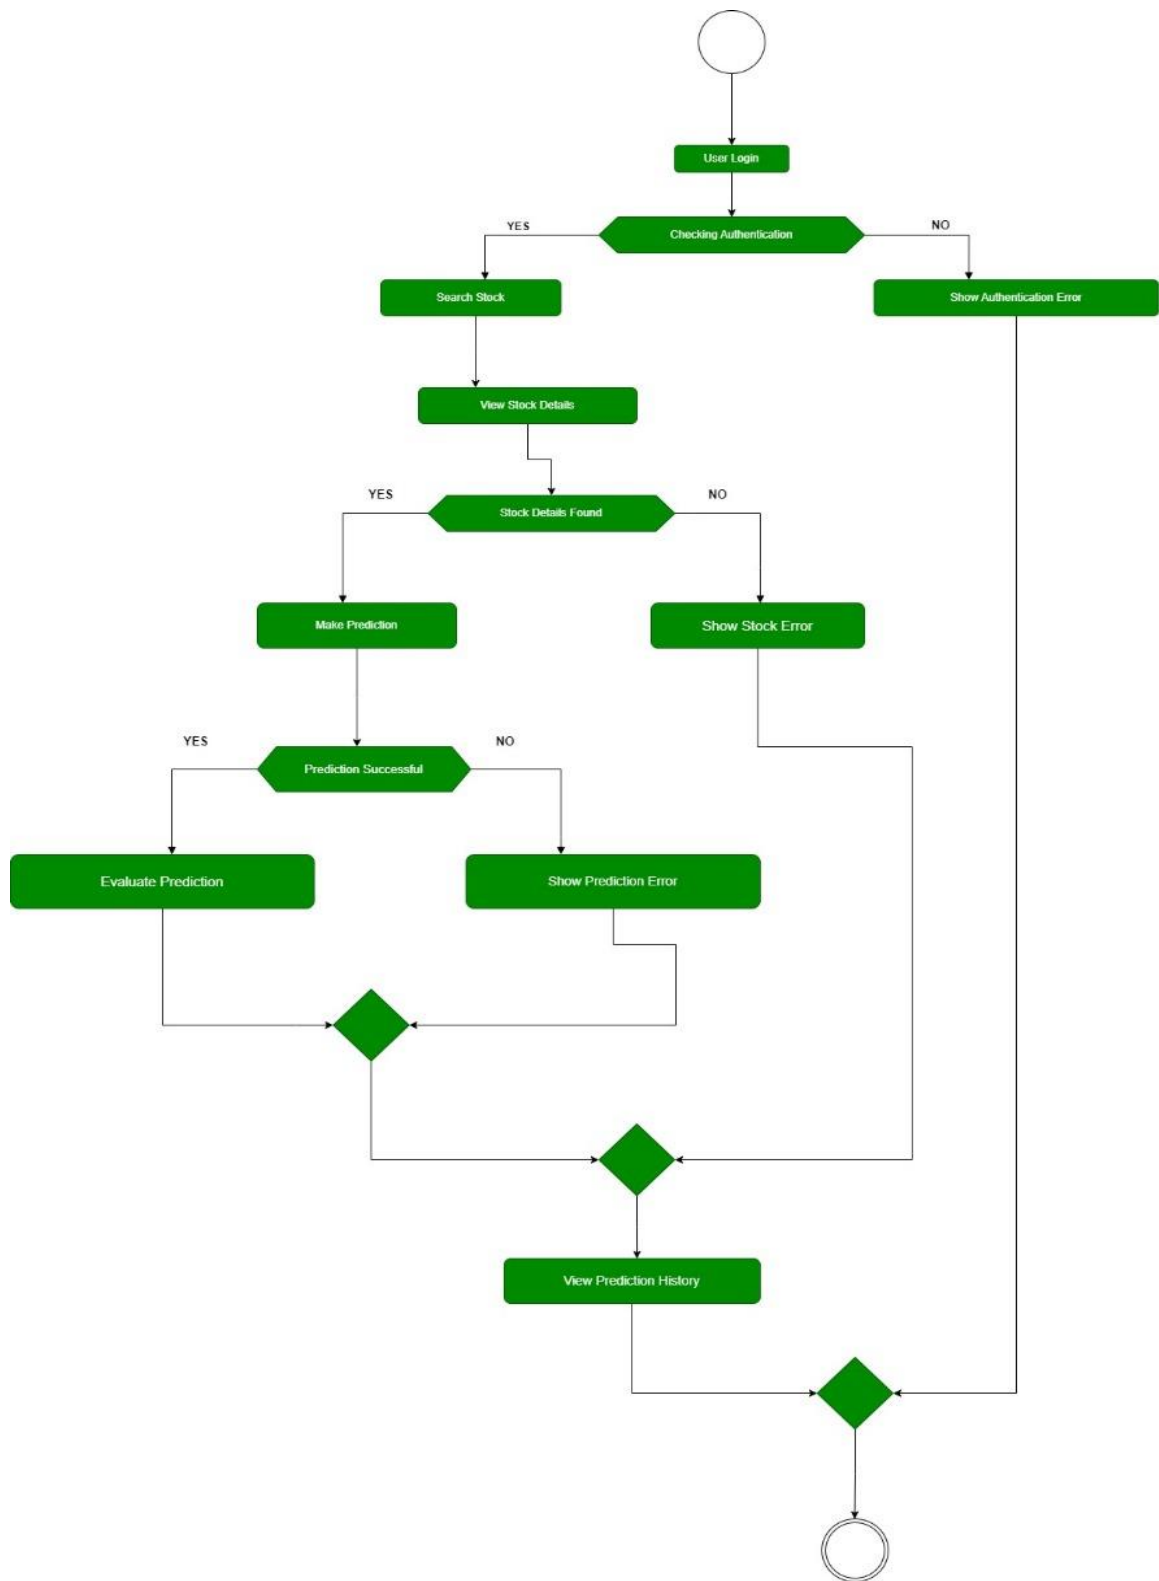 User Login
YES
Checking Authentication
NO
Search Stock
Show Authentication Error
View Stock Details
YES
Stock Details Found
NO
Make Prediction
Show Stock Error
YES
Prediction Successful
NO
Evaluate Prediction
Show Prediction Error
View Prediction History